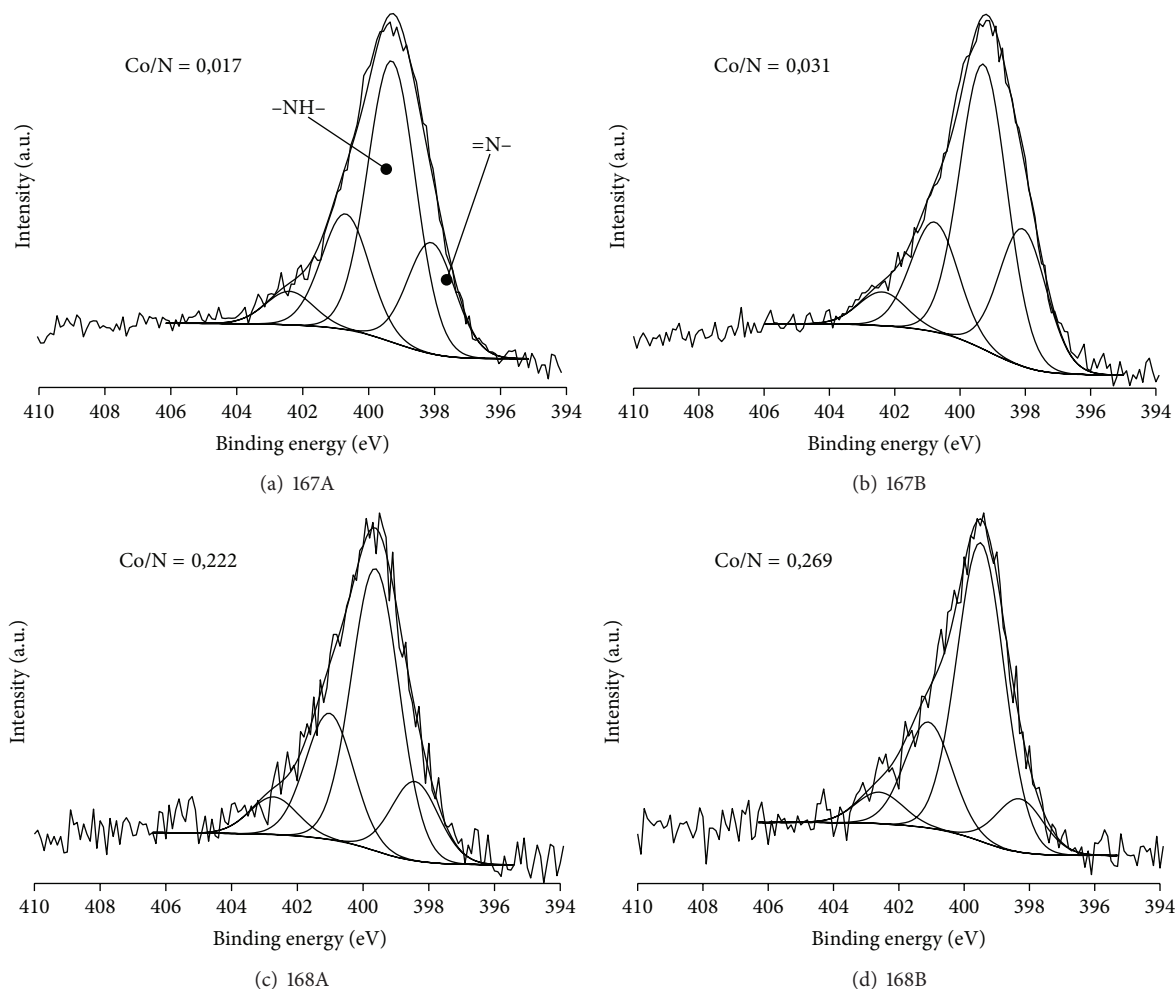 Co/N = 0,017
–NH–
=N–
Intensity (a.u.)
410 408 406 404 402 400 398 396 394
Binding energy (eV)
(a) 167A
Co/N = 0,031
Intensity (a.u.)
410 408 406 404 402 400 398 396 394
Binding energy (eV)
(b) 167B
Co/N = 0,222
Intensity (a.u.)
410 408 406 404 402 400 398 396 394
Binding energy (eV)
(c) 168A
Co/N = 0,269
Intensity (a.u.)
410 408 406 404 402 400 398 396 394
Binding energy (eV)
(d) 168B